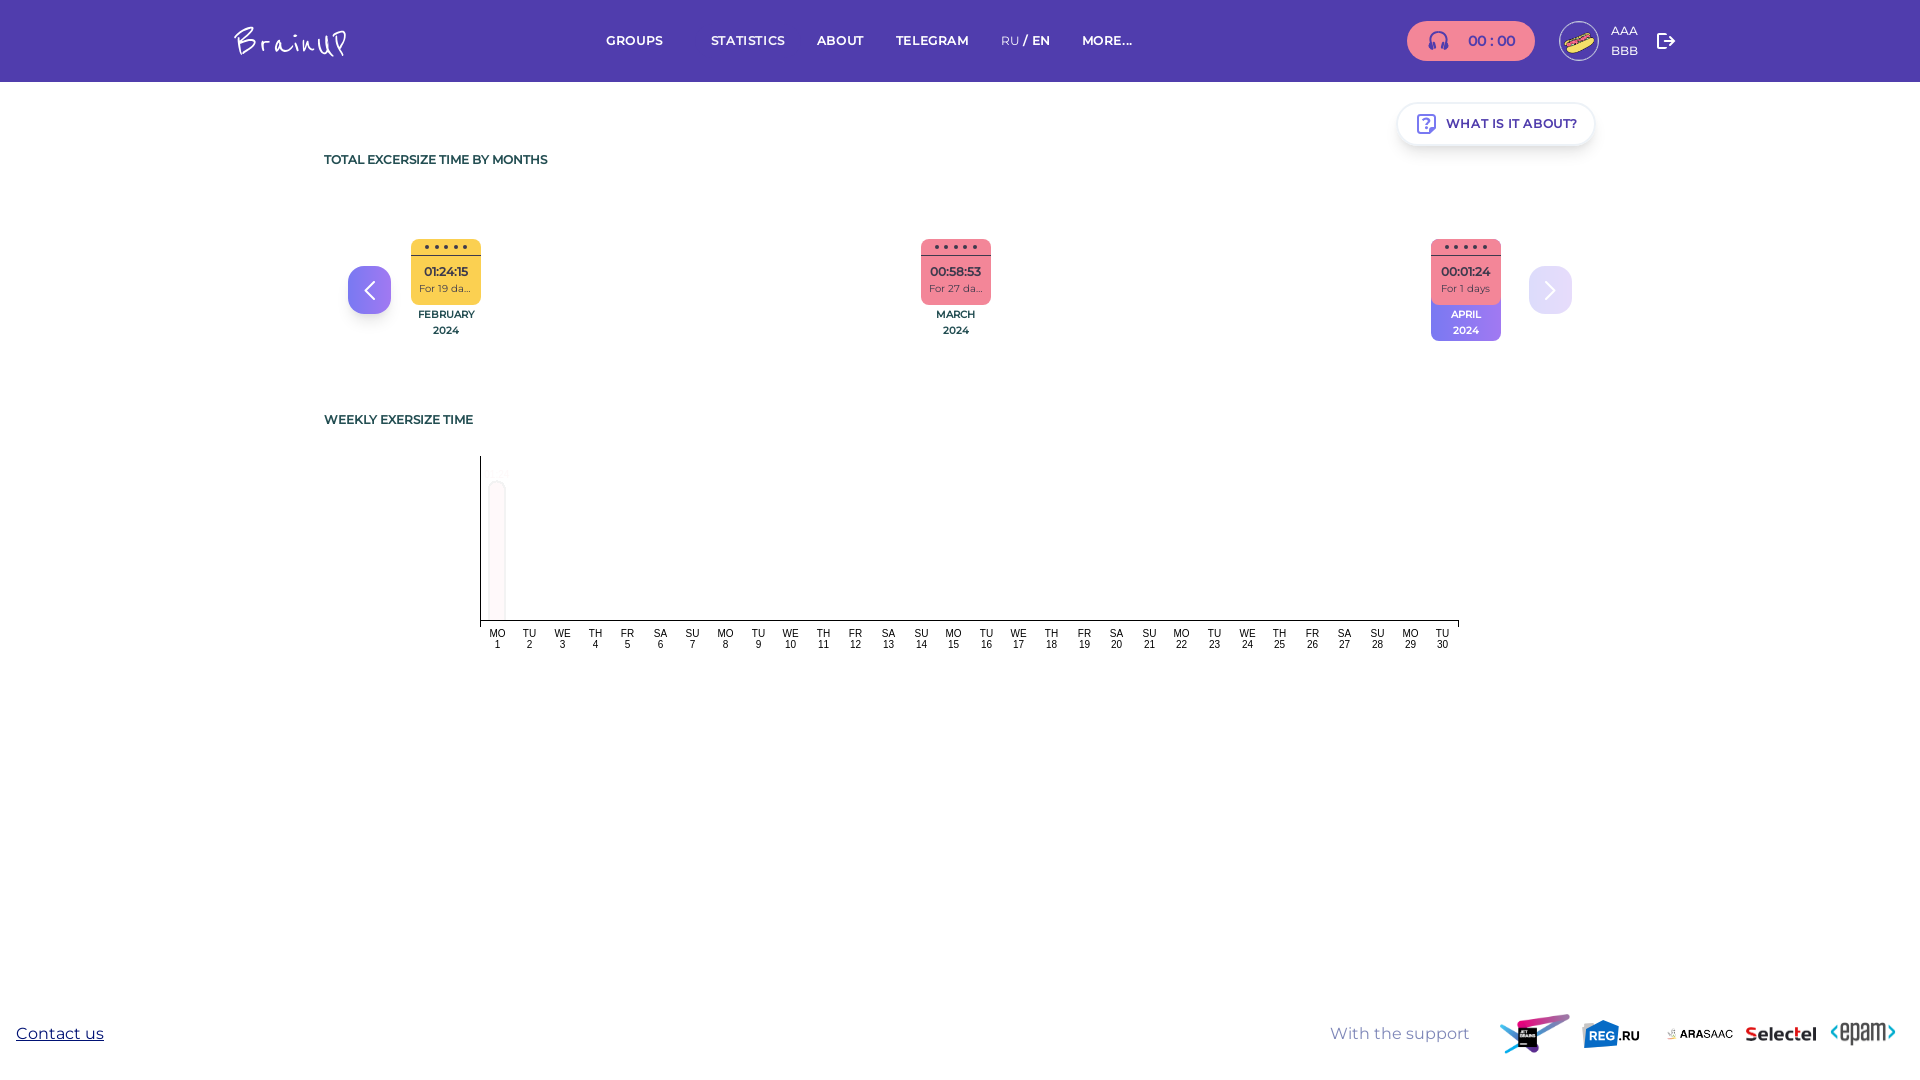 BrainUP
GROUPS STATISTICS ABOUT TELEGRAM RU / EN MORE...
00 : 00
AAA
BBB
WHAT IS IT ABOUT?
TOTAL EXCERSIZE TIME BY MONTHS
01:24:15
For 19 da...
FEBRUARY
2024
00:58:53
For 27 da...
MARCH
2024
00:01:24
For 1 days
APRIL
2024
WEEKLY EXERSIZE TIME
MO TU WE TH FR SA SU MO TU WE TH FR SA SU MO TU WE TH FR SA SU MO TU WE TH FR SA SU MO TU
1 2 3 4 5 6 7 8 9 10 11 12 13 14 15 16 17 18 19 20 21 22 23 24 25 26 27 28 29 30
Contact us
With the support
JET
BRAINS
REG.RU
ARASAAC
Selectel
<epam>